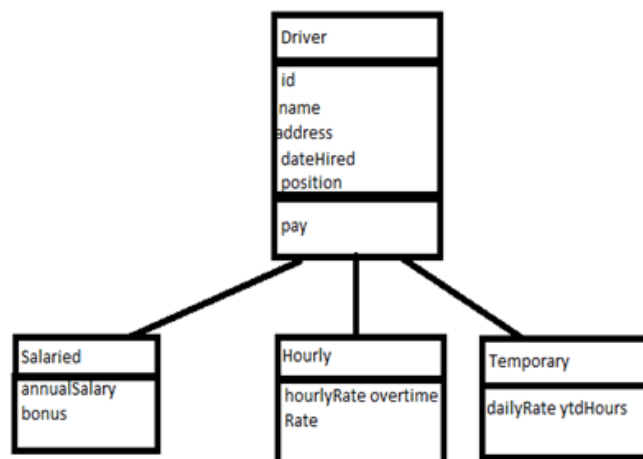 Driver
id
name
address
dateHired
position
pay
Salaried
annualSalary
bonus
Hourly
hourlyRate overtime
Rate
Temporary
dailyRate ytdHours